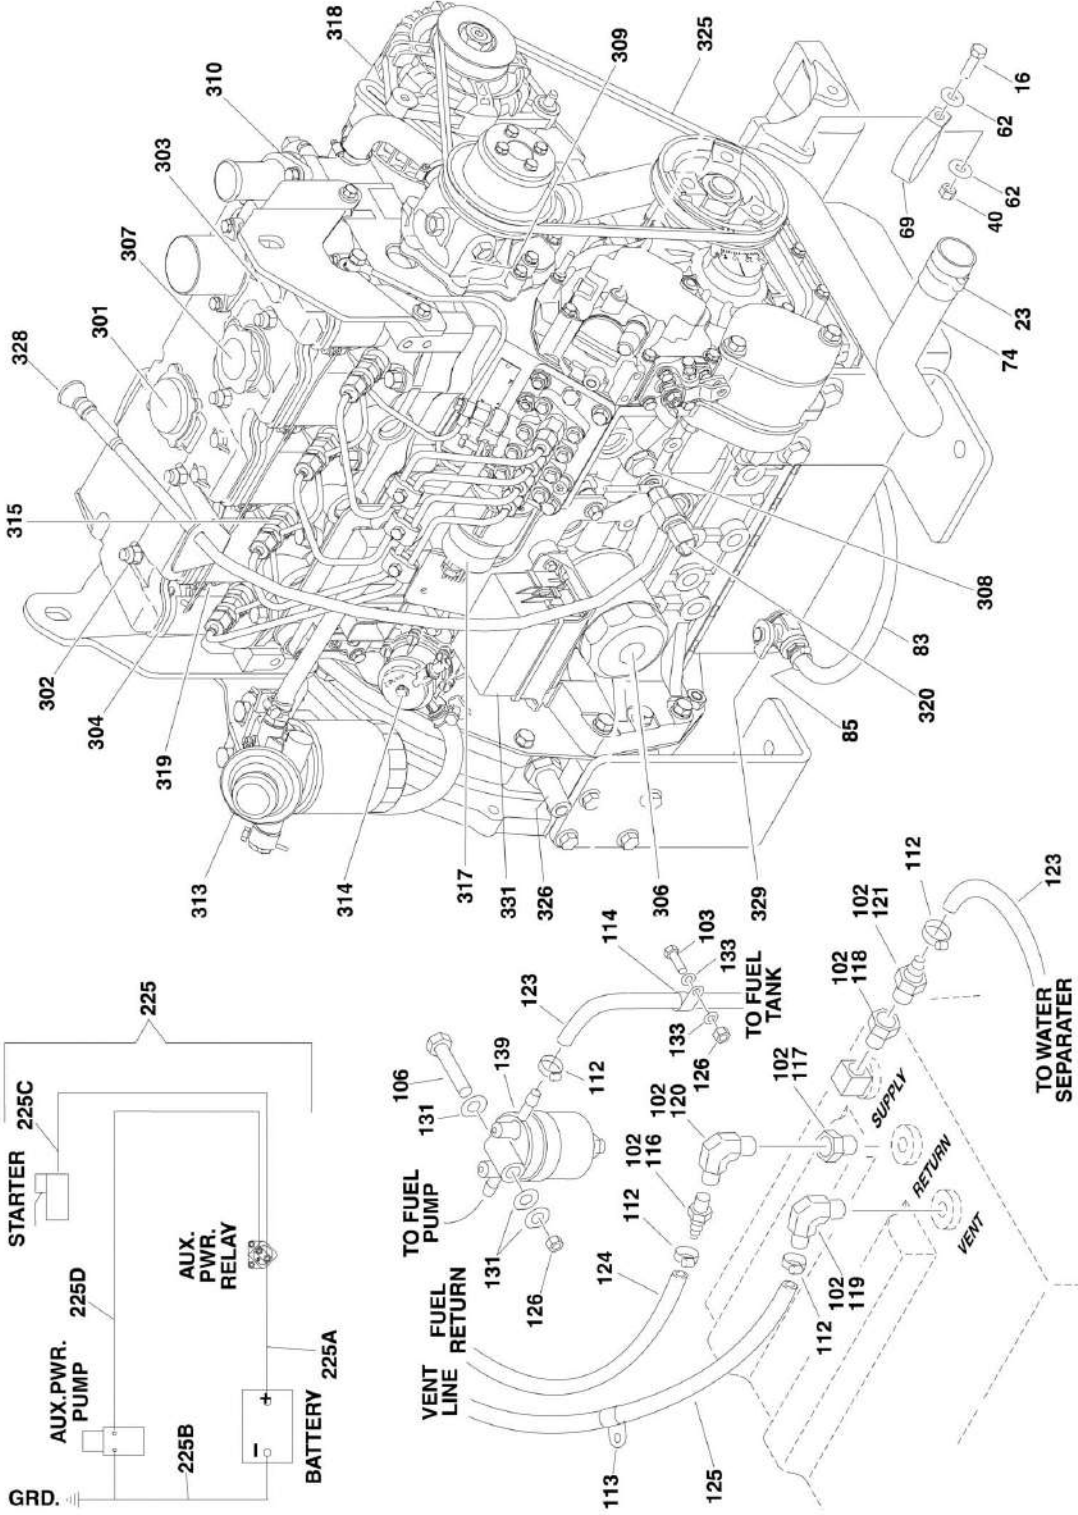 318
310
303
307
301
328
315
302
304
319
313
314
317
331
326
306
329
85
320
83
308
74
23
69
40
62
62
16
325
309
225
225C
STARTER
AUX.
PWR.
RELAY
225D
AUX.PWR.
PUMP
225A
225B
BATTERY
+
–
GRD.
TO FUEL
PUMP
106
131
139
123
114
103
133
133
126
TO FUEL
TANK
112
131
126
FUEL
RETURN
124
112
102
116
102
120
102
117
102
118
102
121
112
123
TO WATER
SEPARATER
SUPPLY
RETURN
VENT
VENT
LINE
113
125
112
102
119